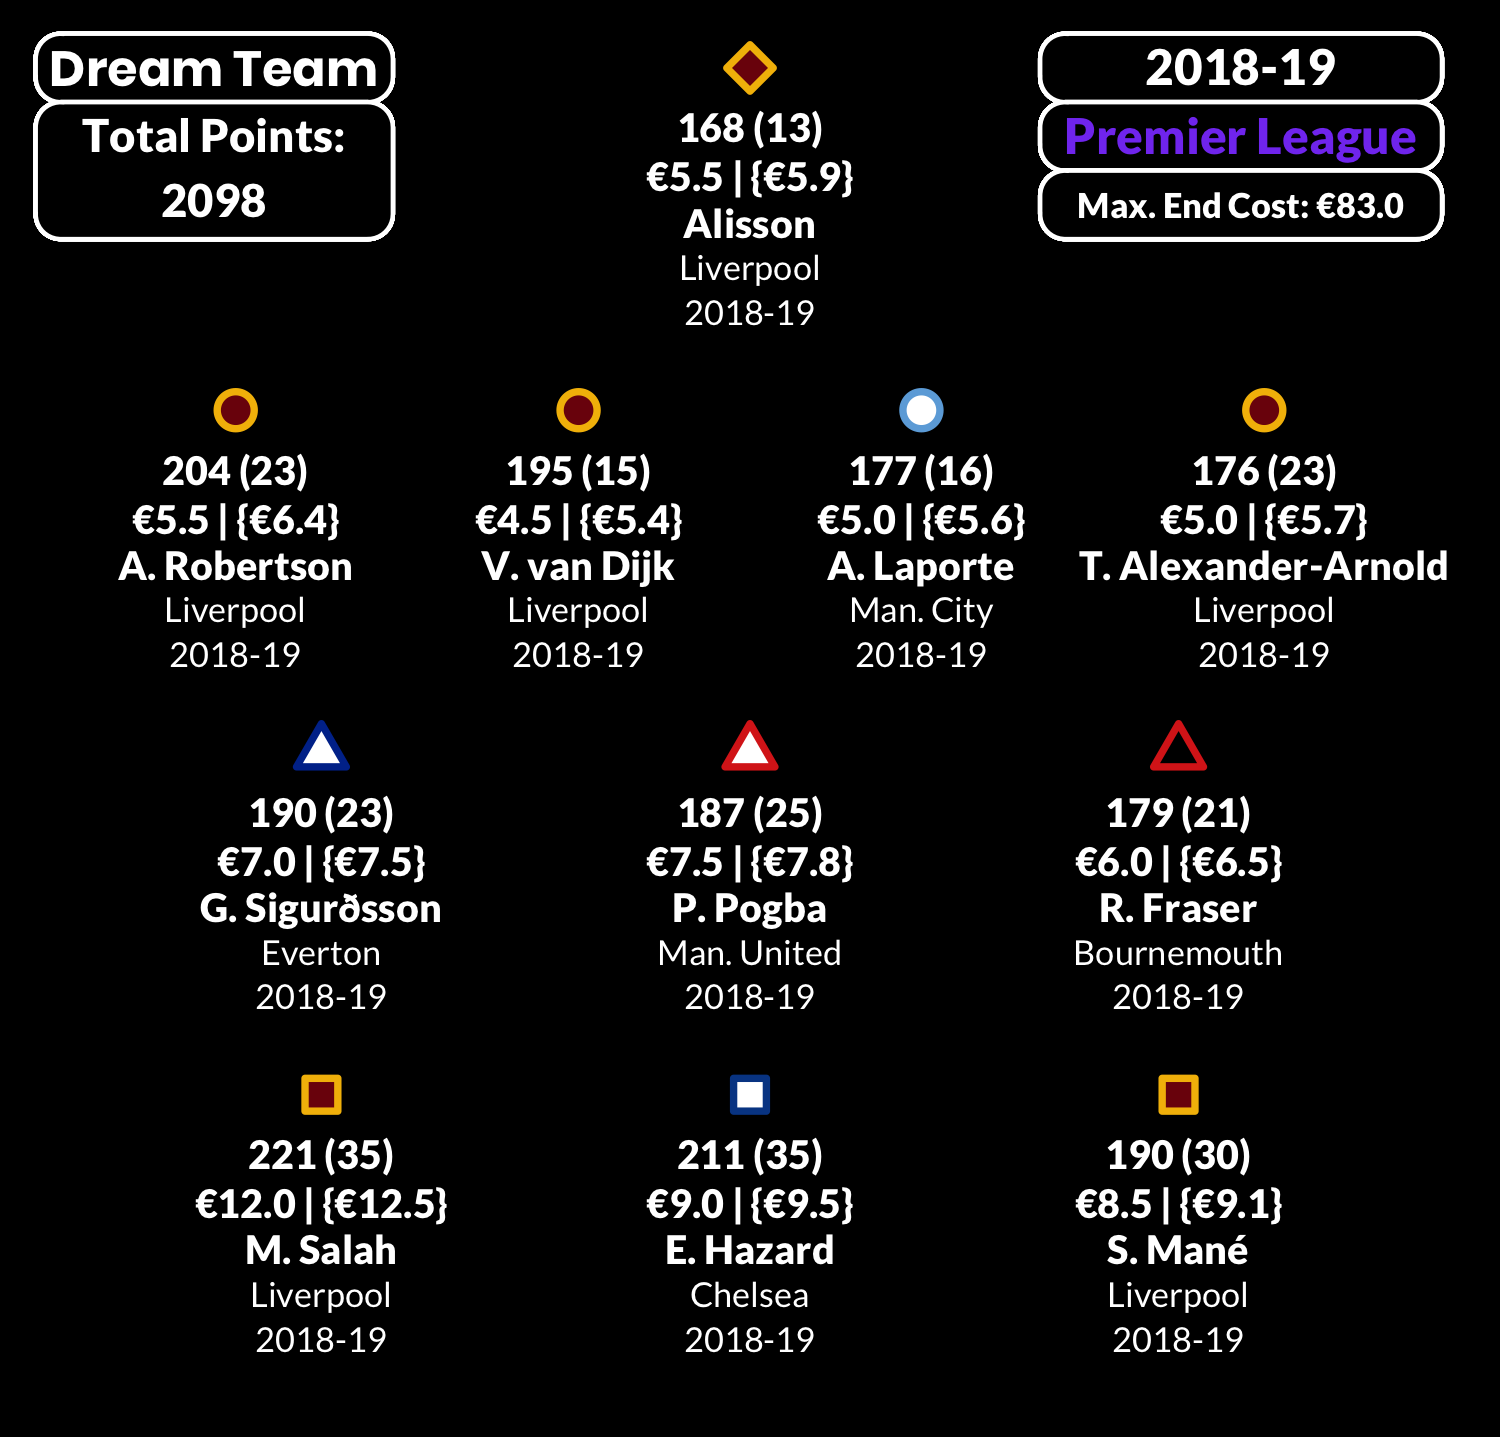 Dream Team
Total Points:
2098
2018-19
Premier League
Max. End Cost: €83.0
168 (13)
€5.5 | {€5.9}
Alisson
Liverpool
2018-19
204 (23)
€5.5 | {€6.4}
A. Robertson
Liverpool
2018-19
195 (15)
€4.5 | {€5.4}
V. van Dijk
Liverpool
2018-19
177 (16)
€5.0 | {€5.6}
A. Laporte
Man. City
2018-19
176 (23)
€5.0 | {€5.7}
T. Alexander-Arnold
Liverpool
2018-19
190 (23)
€7.0 | {€7.5}
G. Sigurðsson
Everton
2018-19
187 (25)
€7.5 | {€7.8}
P. Pogba
Man. United
2018-19
179 (21)
€6.0 | {€6.5}
R. Fraser
Bournemouth
2018-19
221 (35)
€12.0 | {€12.5}
M. Salah
Liverpool
2018-19
211 (35)
€9.0 | {€9.5}
E. Hazard
Chelsea
2018-19
190 (30)
€8.5 | {€9.1}
S. Mané
Liverpool
2018-19